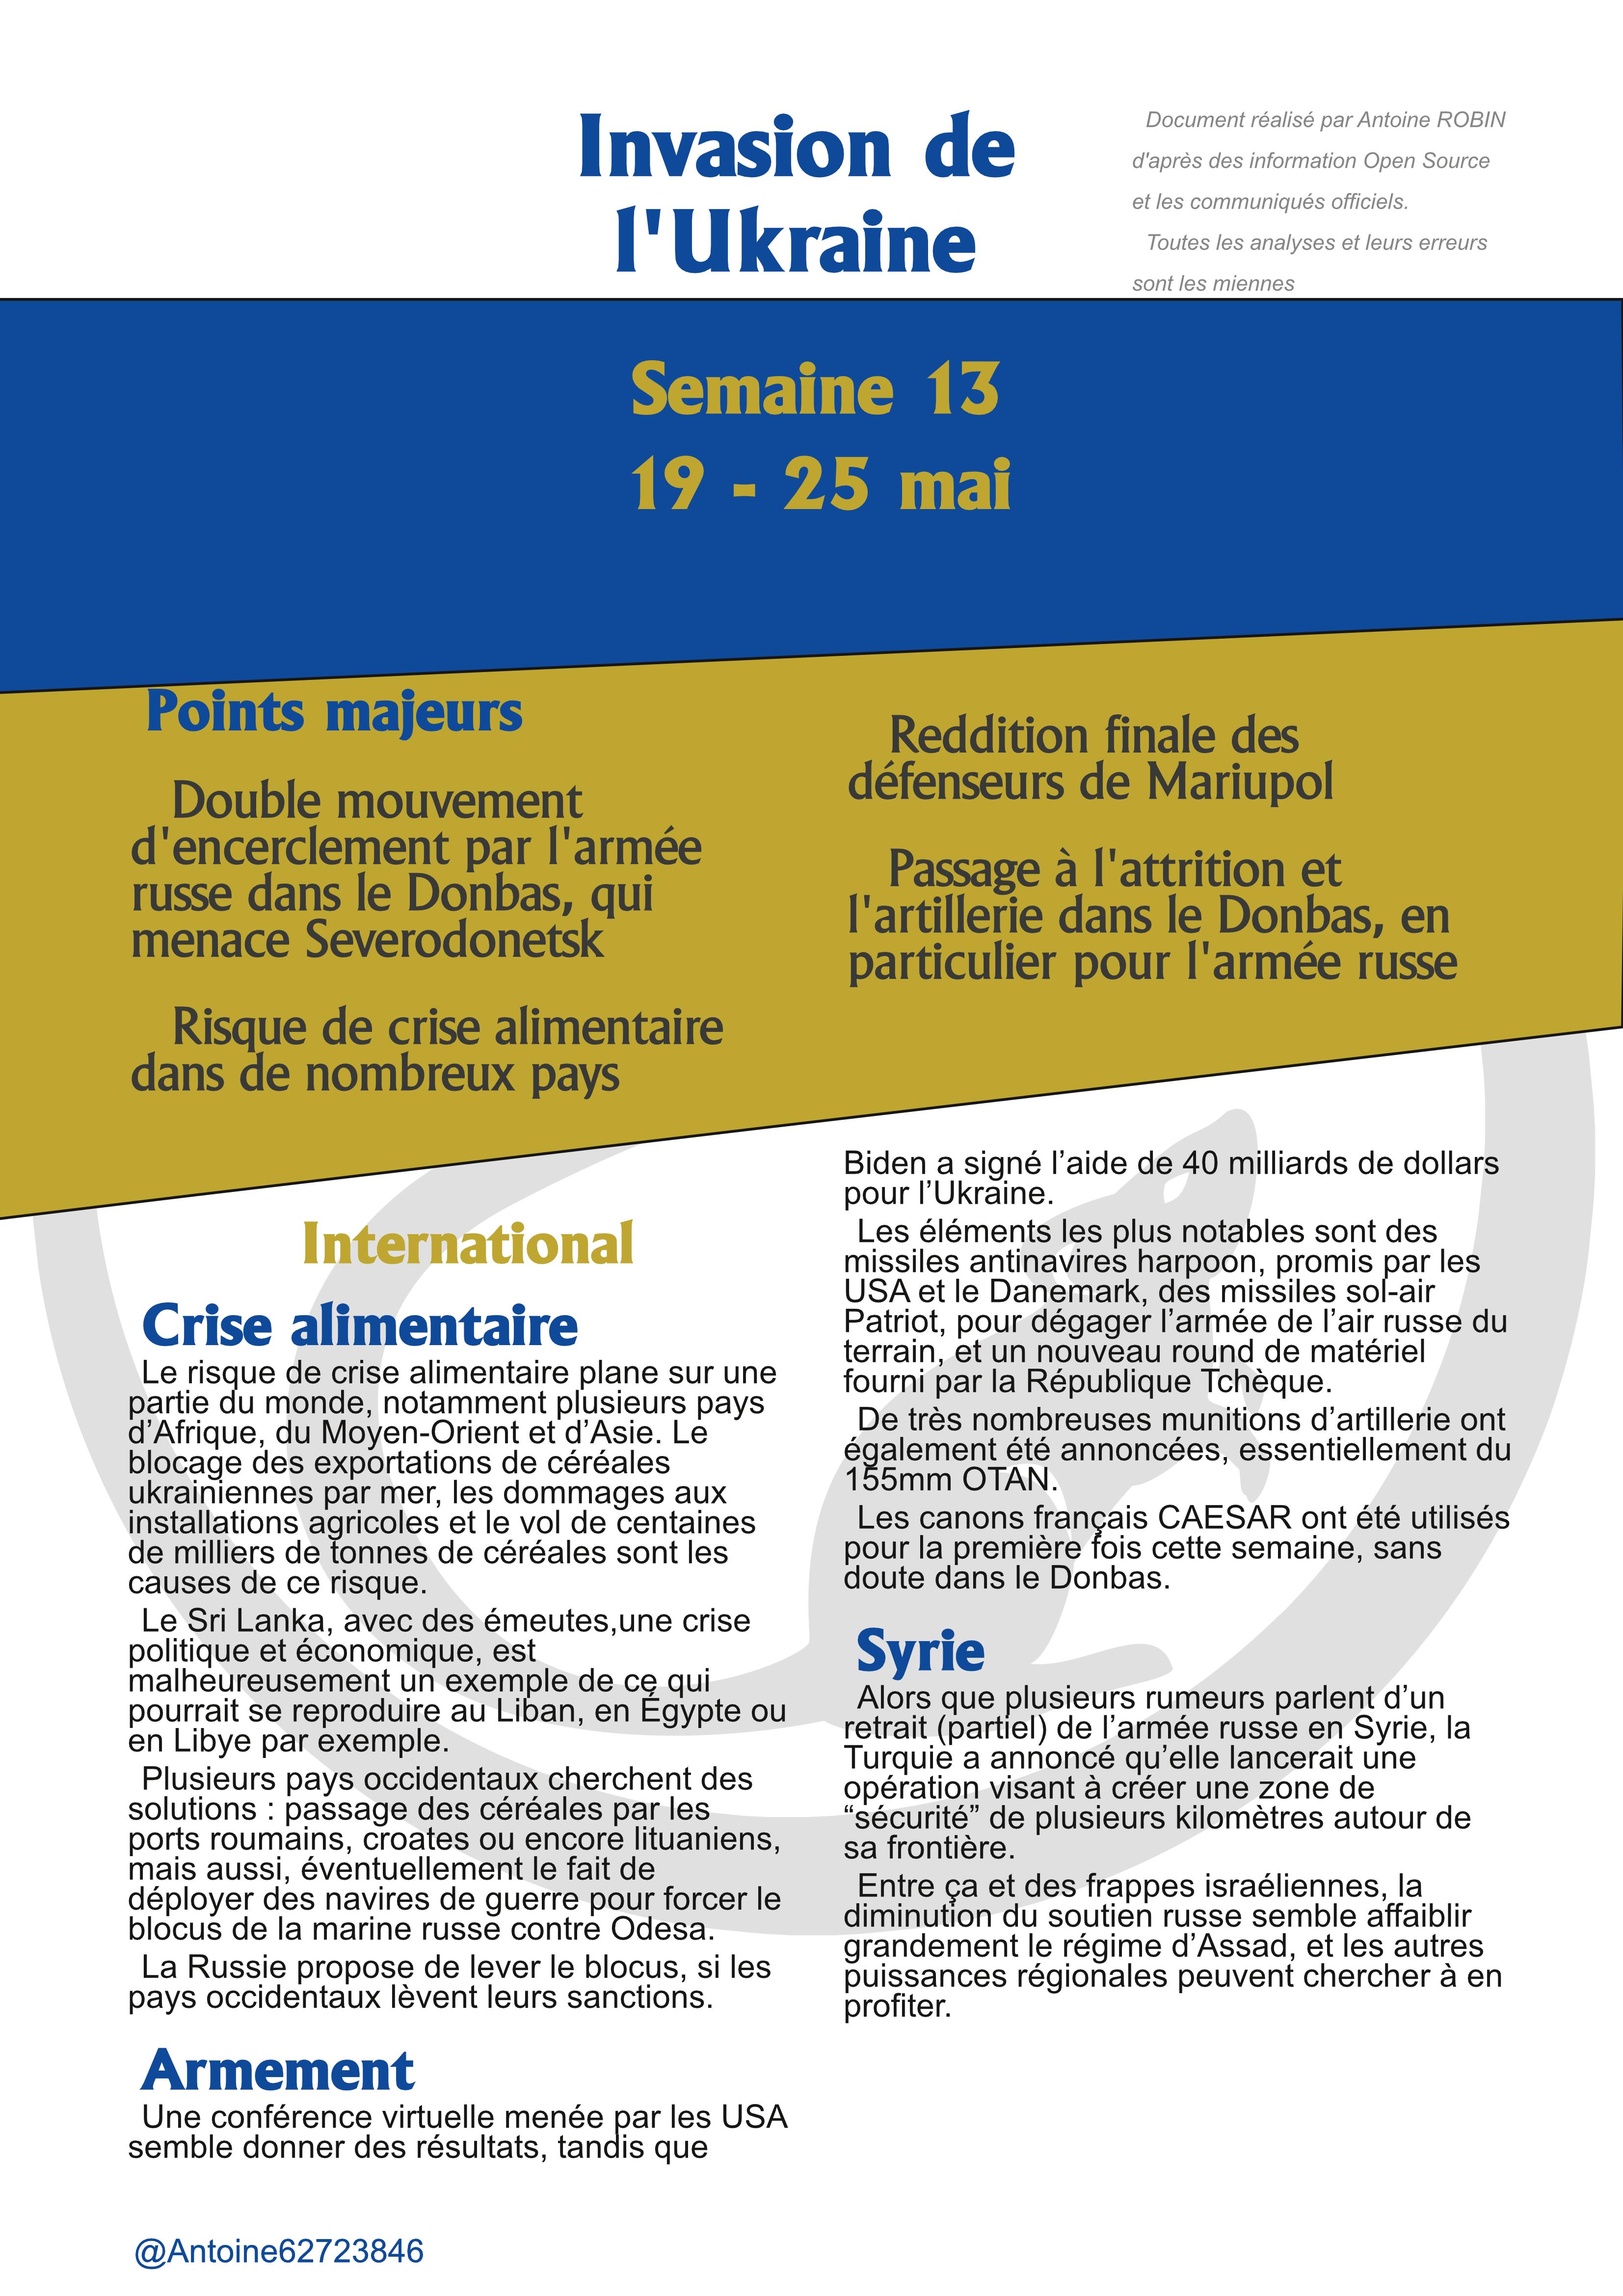 Invasion de
l'Ukraine
Document réalisé par Antoine ROBIN
d'après des information Open Source
et les communiqués officiels.
Toutes les analyses et leurs erreurs
sont les miennes
Semaine 13
19 - 25 mai
Points majeurs
Double mouvement
d'encerclement par l'armée
russe dans le Donbas, qui
menace Severodonetsk
Risque de crise alimentaire
dans de nombreux pays
Reddition finale des
défenseurs de Mariupol
Passage à l'attrition et
l'artillerie dans le Donbas, en
particulier pour l'armée russe
International
Crise alimentaire
Le risque de crise alimentaire plane sur une
partie du monde, notamment plusieurs pays
d’Afrique, du Moyen-Orient et d’Asie. Le
blocage des exportations de céréales
ukrainiennes par mer, les dommages aux
installations agricoles et le vol de centaines
de milliers de tonnes de céréales sont les
causes de ce risque.
Le Sri Lanka, avec des émeutes,une crise
politique et économique, est
malheureusement un exemple de ce qui
pourrait se reproduire au Liban, en Égypte ou
en Libye par exemple.
Plusieurs pays occidentaux cherchent des
solutions : passage des céréales par les
ports roumains, croates ou encore lituaniens,
mais aussi, éventuellement le fait de
déployer des navires de guerre pour forcer le
blocus de la marine russe contre Odesa.
La Russie propose de lever le blocus, si les
pays occidentaux lèvent leurs sanctions.
Armement
Une conférence virtuelle menée par les USA
semble donner des résultats, tandis que
Biden a signé l’aide de 40 milliards de dollars
pour l’Ukraine.
Les éléments les plus notables sont des
missiles antinavires harpoon, promis par les
USA et le Danemark, des missiles sol-air
Patriot, pour dégager l’armée de l’air russe du
terrain, et un nouveau round de matériel
fourni par la République Tchèque.
De très nombreuses munitions d’artillerie ont
également été annoncées, essentiellement du
155mm OTAN.
Les canons français CAESAR ont été utilisés
pour la première fois cette semaine, sans
doute dans le Donbas.
Syrie
Alors que plusieurs rumeurs parlent d’un
retrait (partiel) de l’armée russe en Syrie, la
Turquie a annoncé qu’elle lancerait une
opération visant à créer une zone de
“sécurité” de plusieurs kilomètres autour de
sa frontière.
Entre ça et des frappes israéliennes, la
diminution du soutien russe semble affaiblir
grandement le régime d’Assad, et les autres
puissances régionales peuvent chercher à en
profiter.
@Antoine62723846